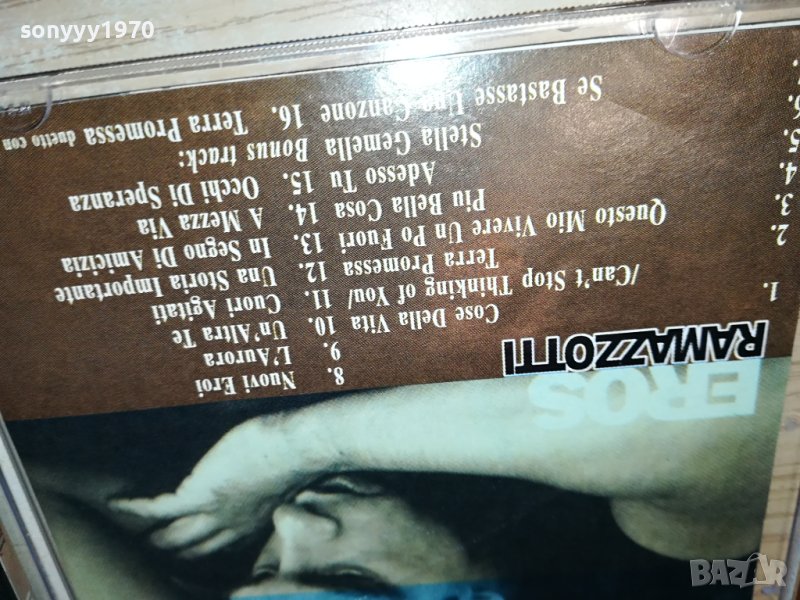 sonyyy1970
EROS
RAMAZZOTTI
1. Cose Della Vita
/Can't Stop Thinking of You/
2. Terra Promessa
3. Questo Mio Vivere Un Po Fuori
4. Piu Bella Cosa
5. Adesso Tu
6. Stella Gemella
Se Bastasse Una Canzone
8. Nuovi Eroi
9. L'Aurora
10. Un'Altra Te
11. Cuori Agitati
12. Una Storia Importante
13. In Segno Di Amicizia
14. A Mezza Via
15. Occhi Di Speranza
Bonus track:
16. Terra Promessa duetto con
BAZAR